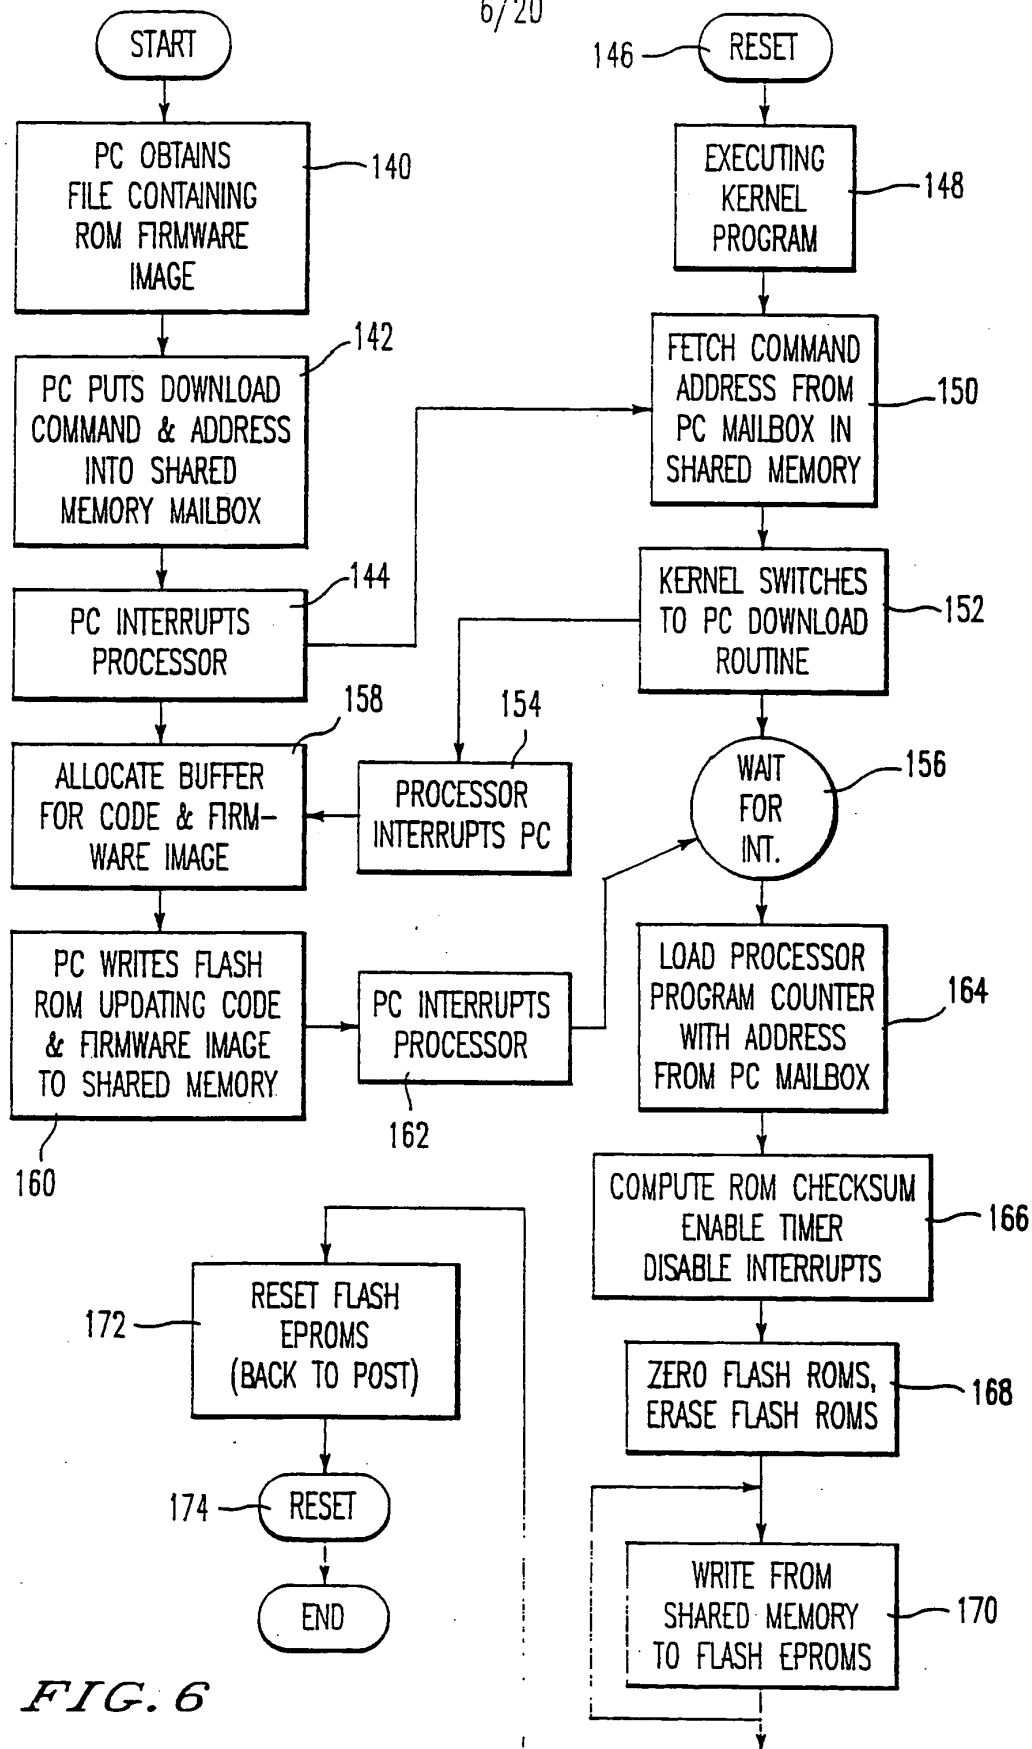 6/20
START
PC OBTAINS
FILE CONTAINING
ROM FIRMWARE
IMAGE
140
PC PUTS DOWNLOAD
COMMAND & ADDRESS
INTO SHARED
MEMORY MAILBOX
142
PC INTERRUPTS
PROCESSOR
144
ALLOCATE BUFFER
FOR CODE & FIRM-
WARE IMAGE
158
PROCESSOR
INTERRUPTS PC
154
PC WRITES FLASH
ROM UPDATING CODE
& FIRMWARE IMAGE
TO SHARED MEMORY
160
PC INTERRUPTS
PROCESSOR
162
146
RESET
EXECUTING
KERNEL
PROGRAM
148
FETCH COMMAND
ADDRESS FROM
PC MAILBOX IN
SHARED MEMORY
150
KERNEL SWITCHES
TO PC DOWNLOAD
ROUTINE
152
WAIT
FOR
INT.
156
LOAD PROCESSOR
PROGRAM COUNTER
WITH ADDRESS
FROM PC MAILBOX
164
COMPUTE ROM CHECKSUM
ENABLE TIMER
DISABLE INTERRUPTS
166
ZERO FLASH ROMS,
ERASE FLASH ROMS
168
WRITE FROM
SHARED MEMORY
TO FLASH EPROMS
170
172
RESET FLASH
EPROMS
(BACK TO POST)
174
RESET
END
FIG. 6